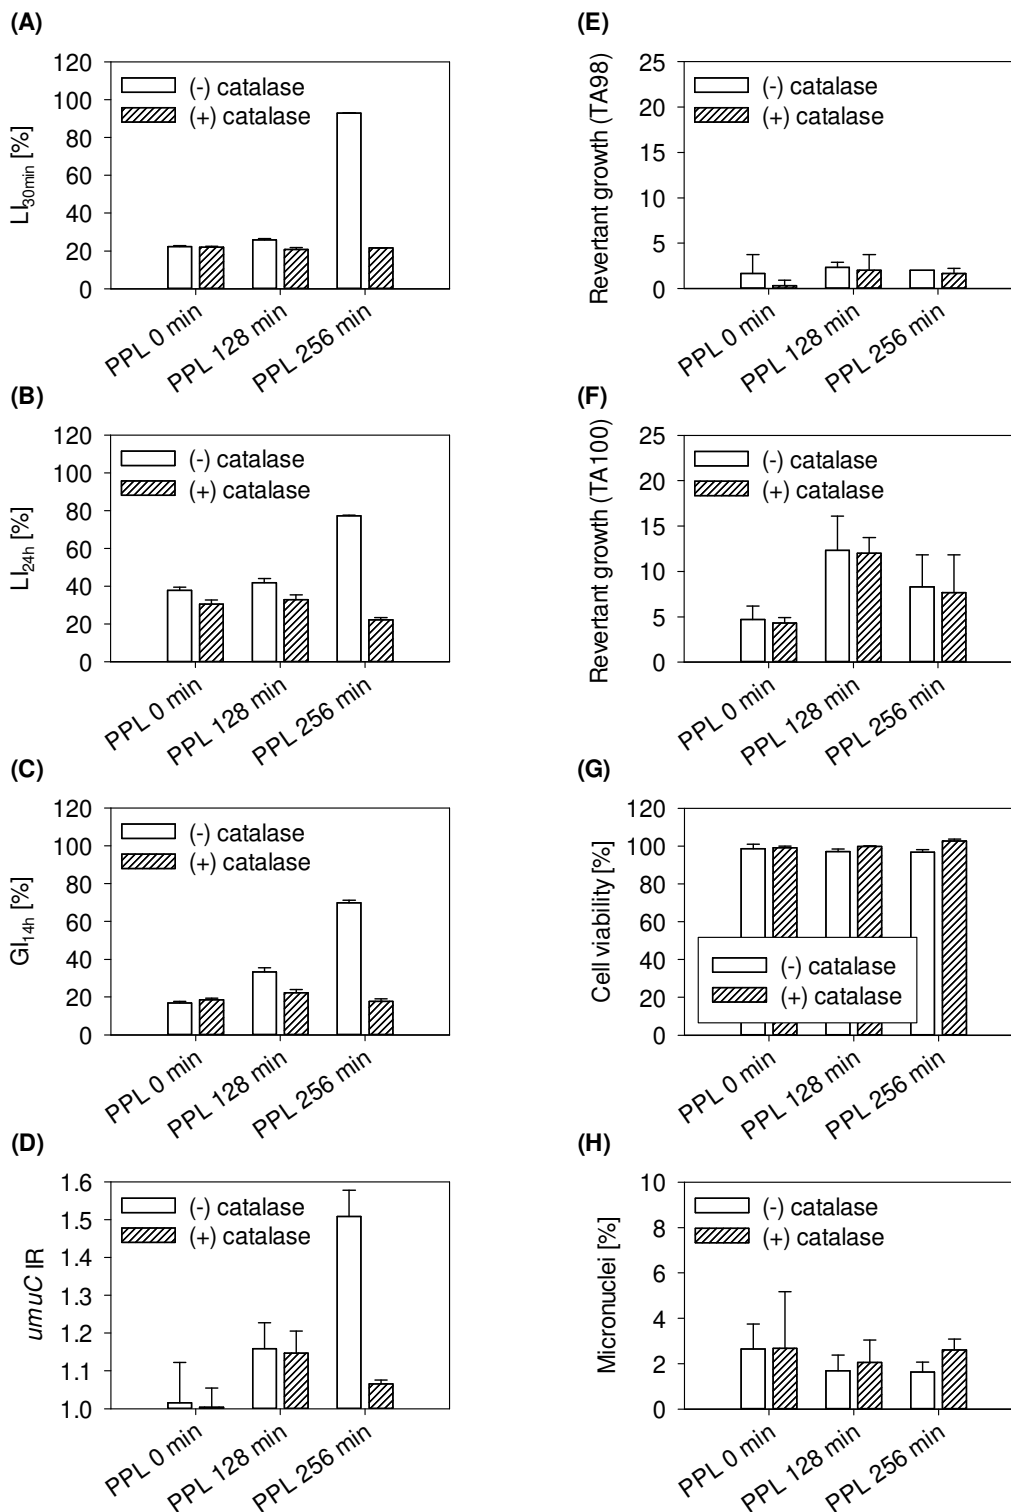 (A)
120
100
80
60
40
20
0
LI30min [%]
(-) catalase
(+) catalase
PPL 0 min
PPL 128 min
PPL 256 min
(B)
120
100
80
60
40
20
0
LI24h [%]
(-) catalase
(+) catalase
PPL 0 min
PPL 128 min
PPL 256 min
(C)
120
100
80
60
40
20
0
GI14h [%]
(-) catalase
(+) catalase
PPL 0 min
PPL 128 min
PPL 256 min
(D)
1.6
1.5
1.4
1.3
1.2
1.1
1.0
umuC IR
(-) catalase
(+) catalase
PPL 0 min
PPL 128 min
PPL 256 min
(E)
25
20
15
10
5
0
Revertant growth (TA98)
(-) catalase
(+) catalase
PPL 0 min
PPL 128 min
PPL 256 min
(F)
25
20
15
10
5
0
Revertant growth (TA100)
(-) catalase
(+) catalase
PPL 0 min
PPL 128 min
PPL 256 min
(G)
120
100
80
60
40
20
0
Cell viability [%]
(-) catalase
(+) catalase
PPL 0 min
PPL 128 min
PPL 256 min
(H)
10
8
6
4
2
0
Micronuclei [%]
(-) catalase
(+) catalase
PPL 0 min
PPL 128 min
PPL 256 min